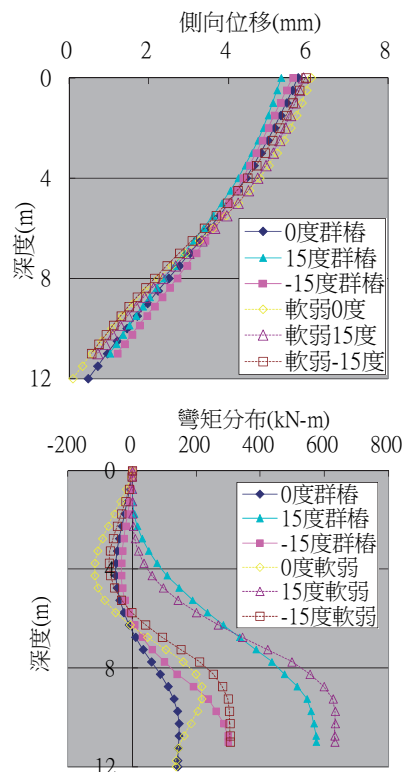 側向位移(mm)
0 2 4 6 8
0
4
8
12
深度(m)
0度群樁
15度群樁
-15度群樁
軟弱0度
軟弱15度
軟弱-15度
彎矩分布(kN-m)
-200 0 200 400 600 800
0
4
8
12
深度(m)
0度群樁
15度群樁
-15度群樁
0度軟弱
15度軟弱
-15度軟弱